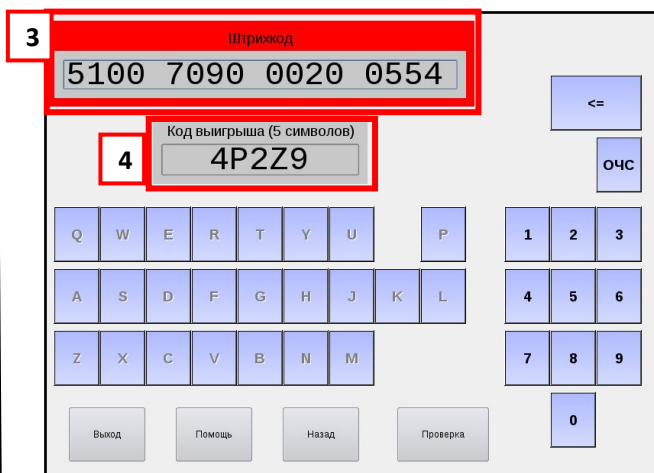 3
Штрихкод
5100 7090 0020 0554
<=
Код выигрыша (5 символов)
4
4P2Z9
ОЧС
Q W E R T Y U P 1 2 3
A S D F G H J K L 4 5 6
Z X C V B N M 7 8 9
0
Выход Помощь Назад Проверка